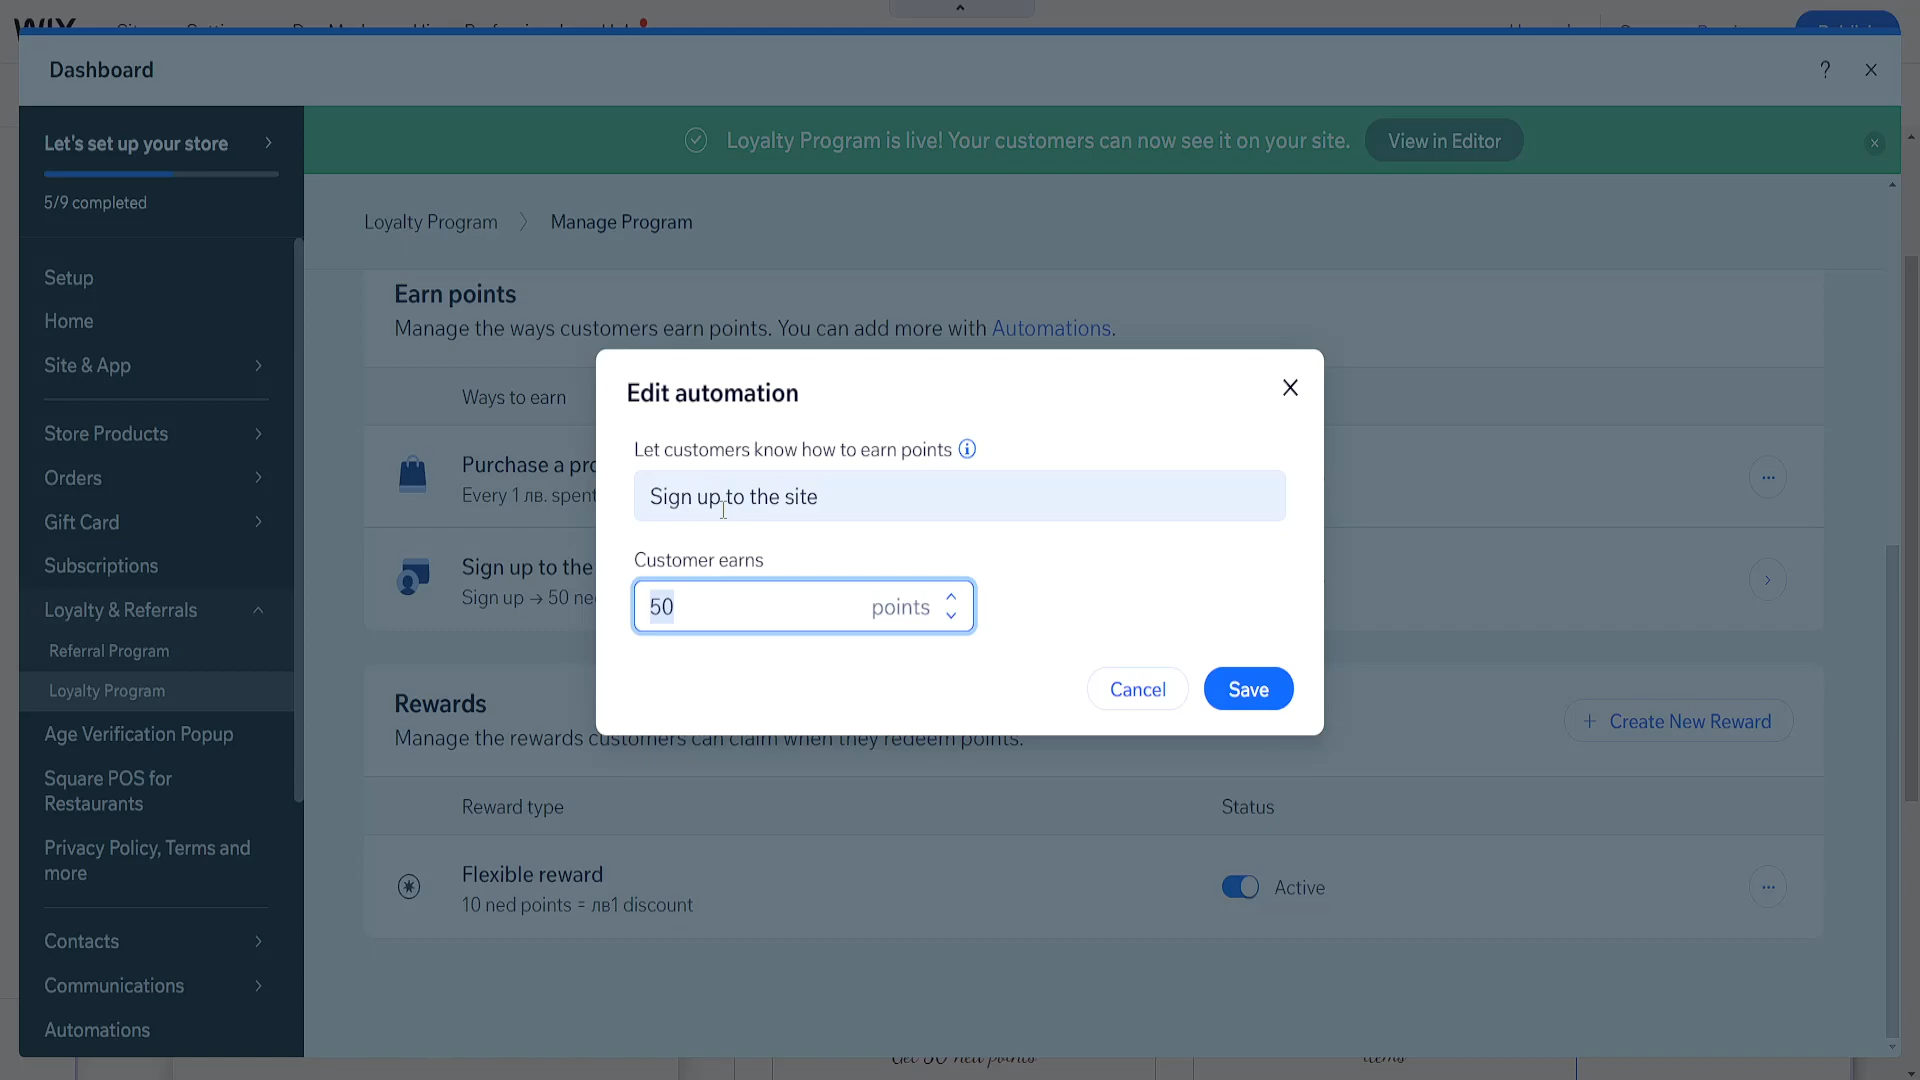 WIX
Dashboard
?
Let's set up your store
5/9 completed
Loyalty Program is live! Your customers can now see it on your site.
View in Editor
Loyalty Program
Manage Program
Setup
Home
Site & App
Store Products
Orders
Gift Card
Subscriptions
Loyalty & Referrals
Referral Program
Loyalty Program
Age Verification Popup
Square POS for
Restaurants
Privacy Policy, Terms and
more
Contacts
Communications
Automations
Earn points
Manage the ways customers earn points. You can add more with Automations.
Ways to earn
Purchase a pro
Every 1 лв. spent
Sign up to the
Sign up → 50 ne
Edit automation
Let customers know how to earn points
Sign up to the site
Customer earns
50 points
Cancel
Save
Rewards
Manage the rewards customers can claim when they redeem points.
+ Create New Reward
Reward type
Status
Flexible reward
10 ned points = лв1 discount
Active
Get 50 ned points
items